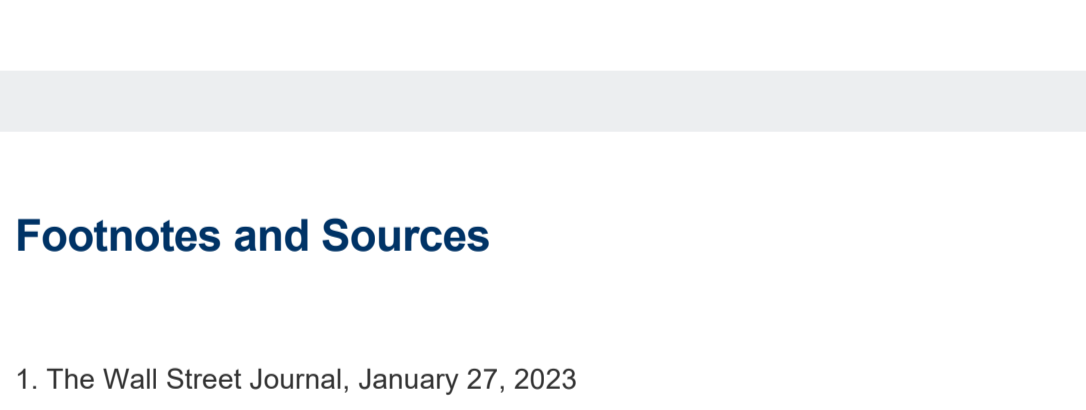 Footnotes and Sources
1. The Wall Street Journal, January 27, 2023